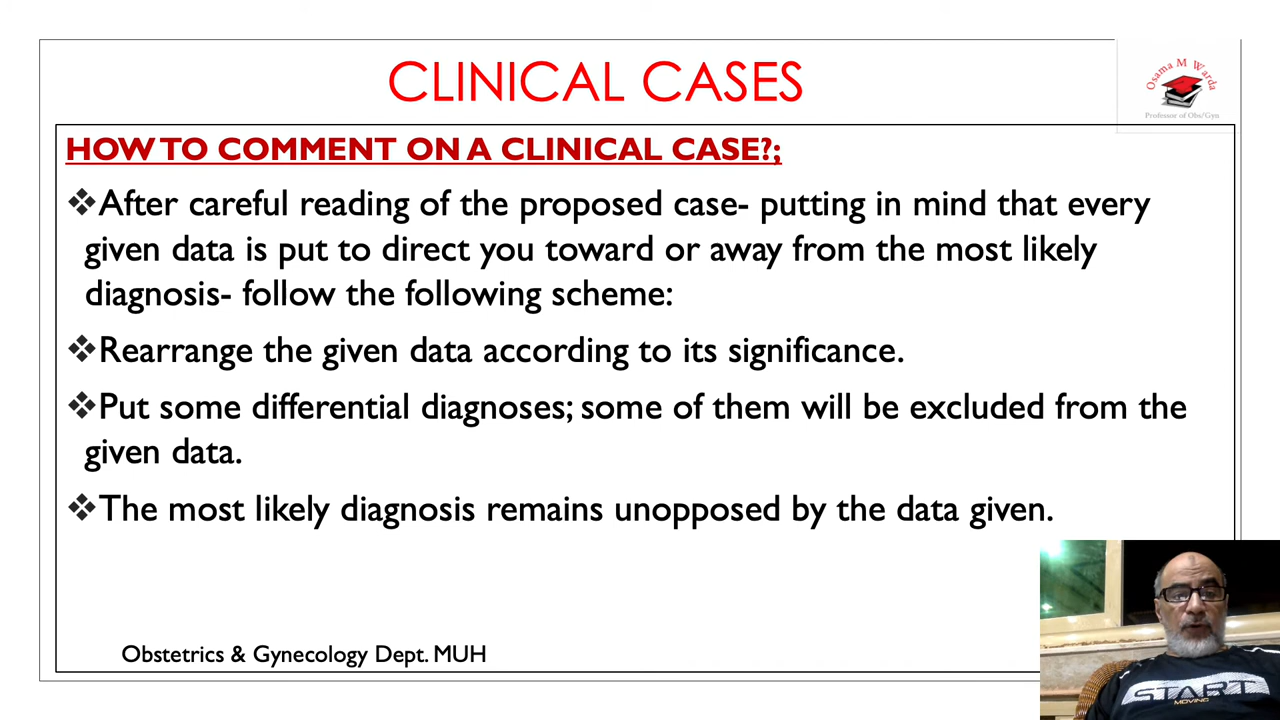 CLINICAL CASES
Osama M Warda
Professor of Obs/Gyn
HOW TO COMMENT ON A CLINICAL CASE?;
❖After careful reading of the proposed case- putting in mind that every
given data is put to direct you toward or away from the most likely
diagnosis- follow the following scheme:
❖Rearrange the given data according to its significance.
❖Put some differential diagnoses; some of them will be excluded from the
given data.
❖The most likely diagnosis remains unopposed by the data given.
Obstetrics & Gynecology Dept. MUH
START
MOVING